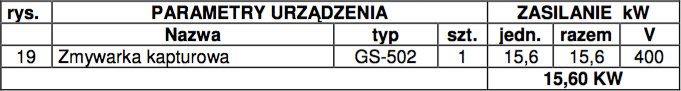 rys. PARAMETRY URZĄDZENIA ZASILANIE kW
Nazwa typ szt. jedn. razem V
19 Zmywarka kapturowa GS-502 1 15,6 15,6 400
15,60 KW